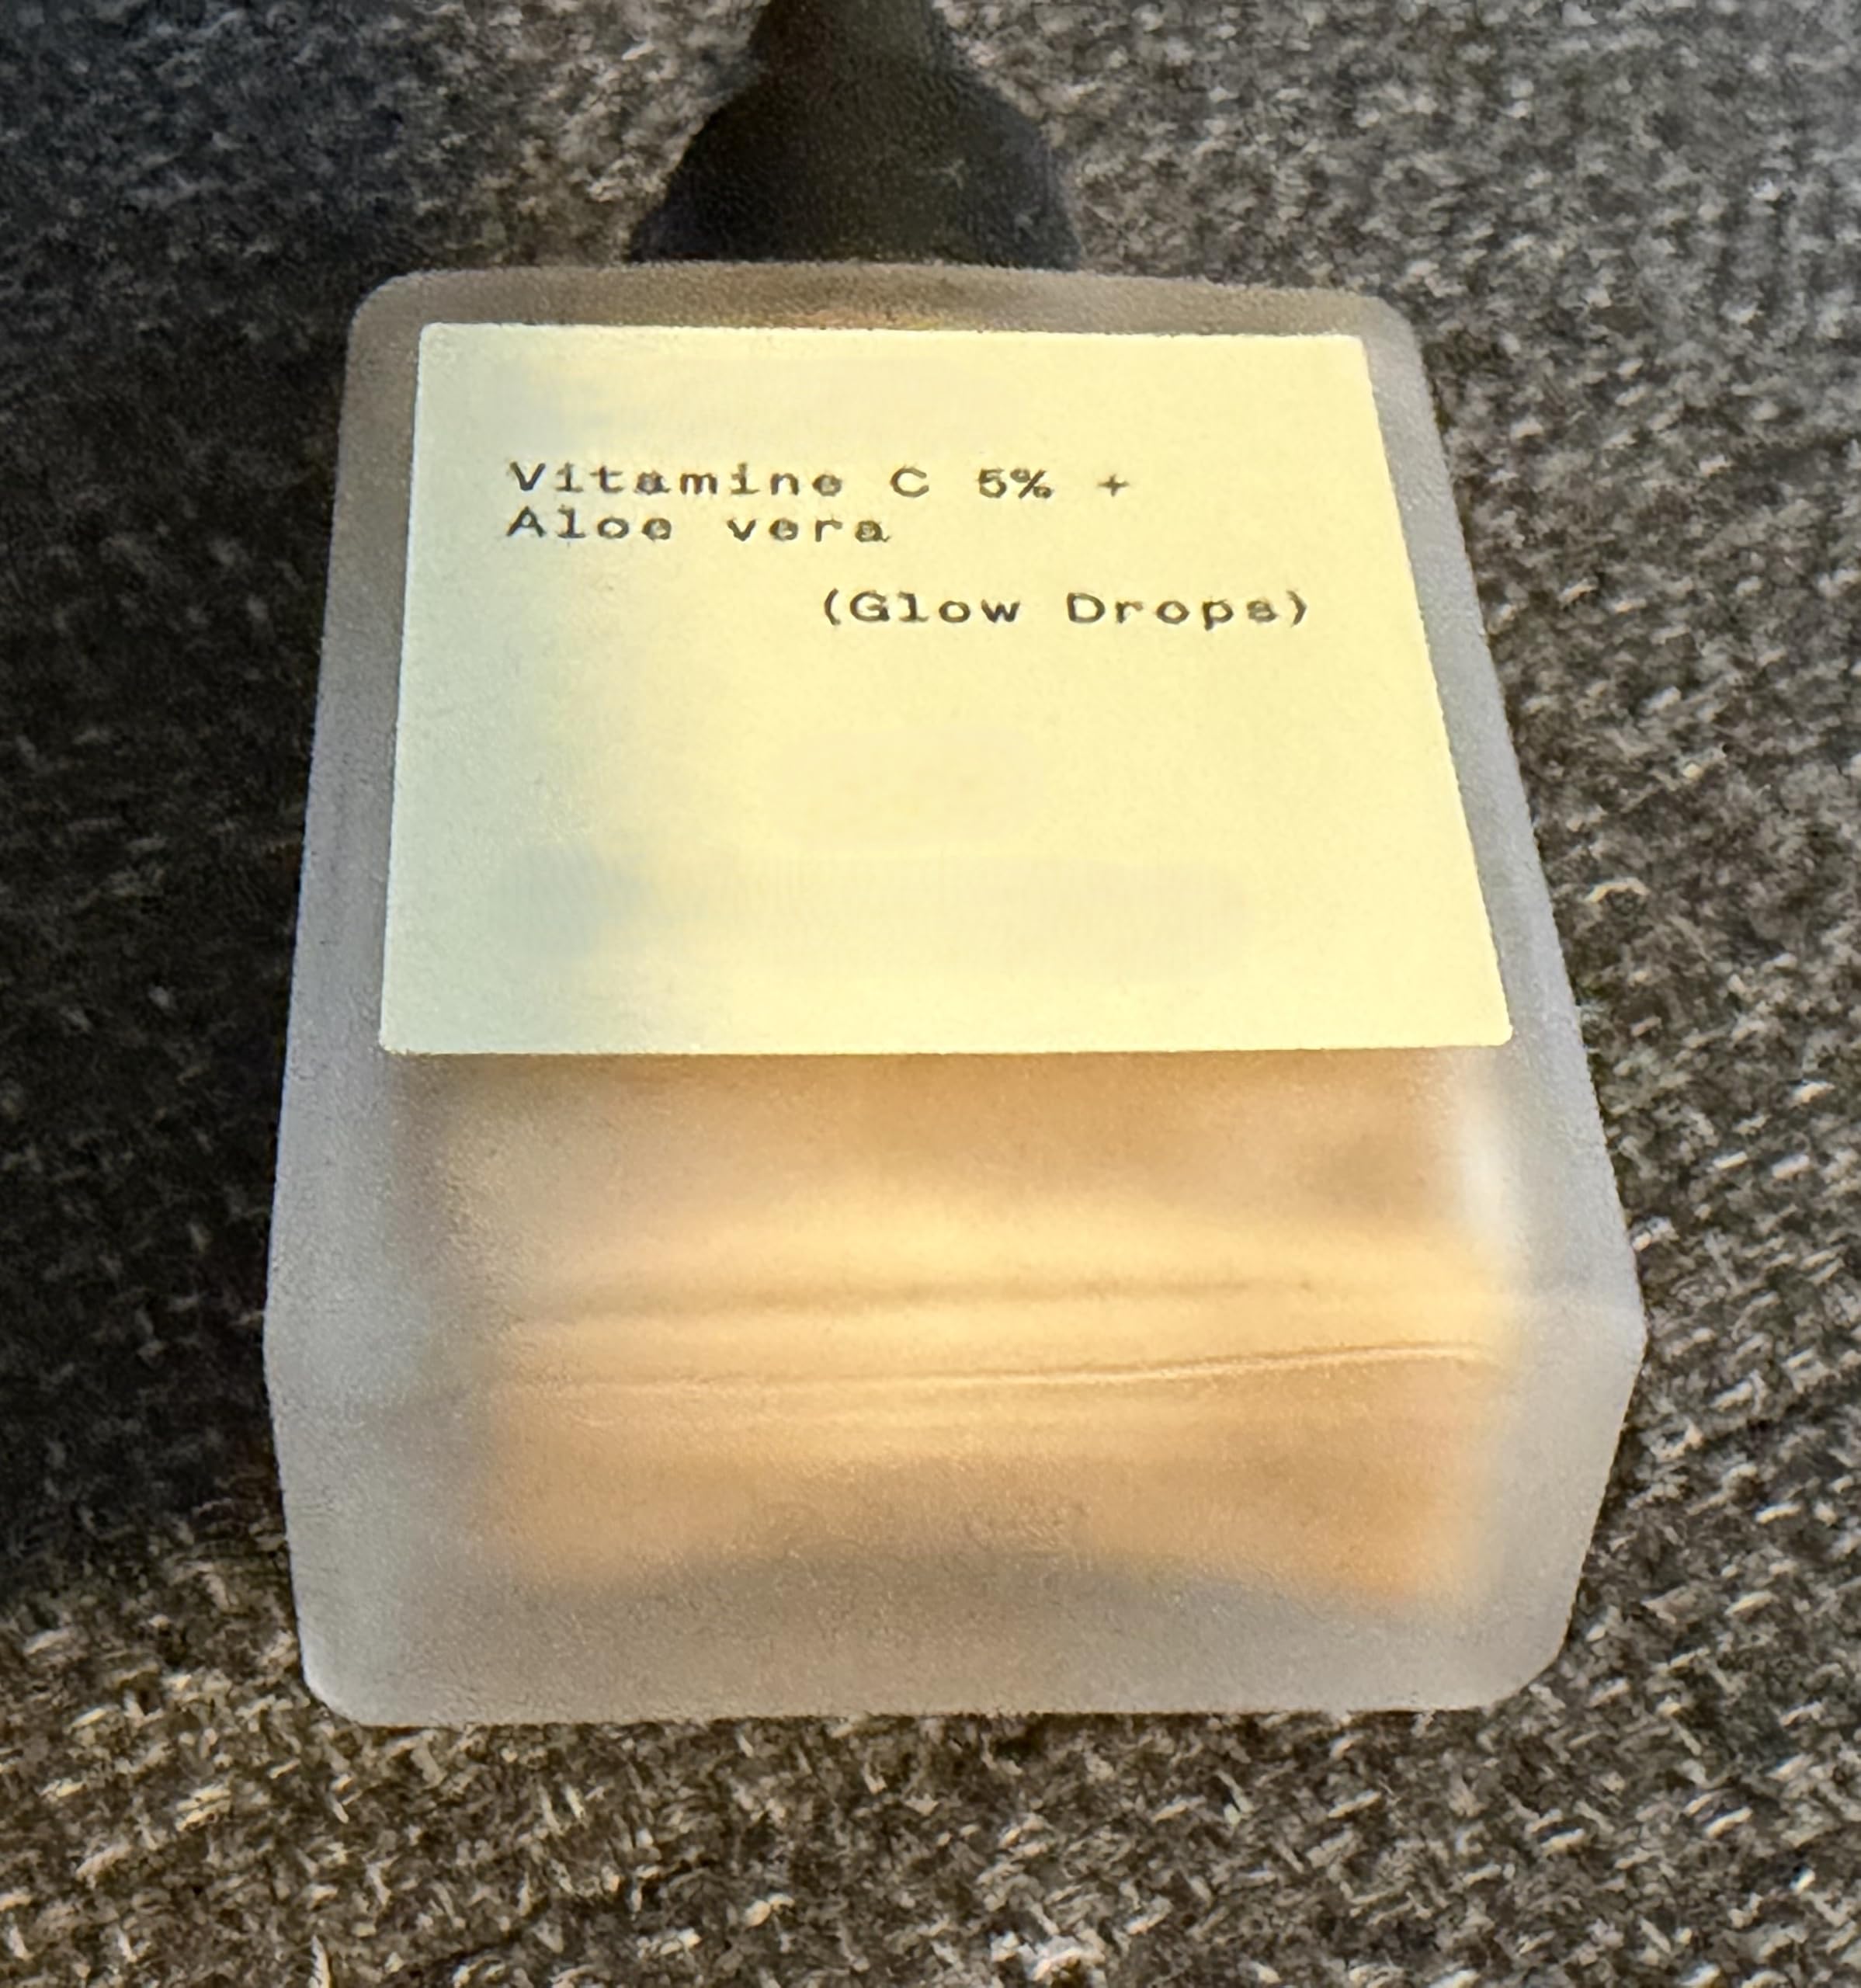 Vitamine C 5% +
Aloe vera
(Glow Drops)